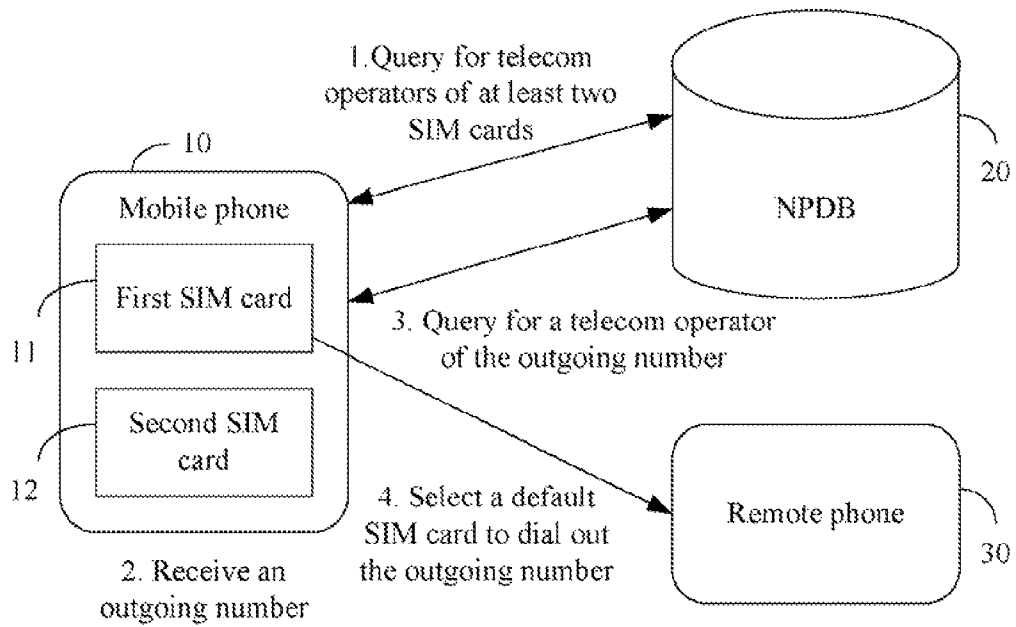 1.Query for telecom
operators of at least two
SIM cards
10
20
Mobile phone
NPDB
First SIM card
11
3. Query for a telecom operator
of the outgoing number
Second SIM
card
12
4. Select a default
SIM card to dial out
the outgoing number
Remote phone
30
2. Receive an
outgoing number